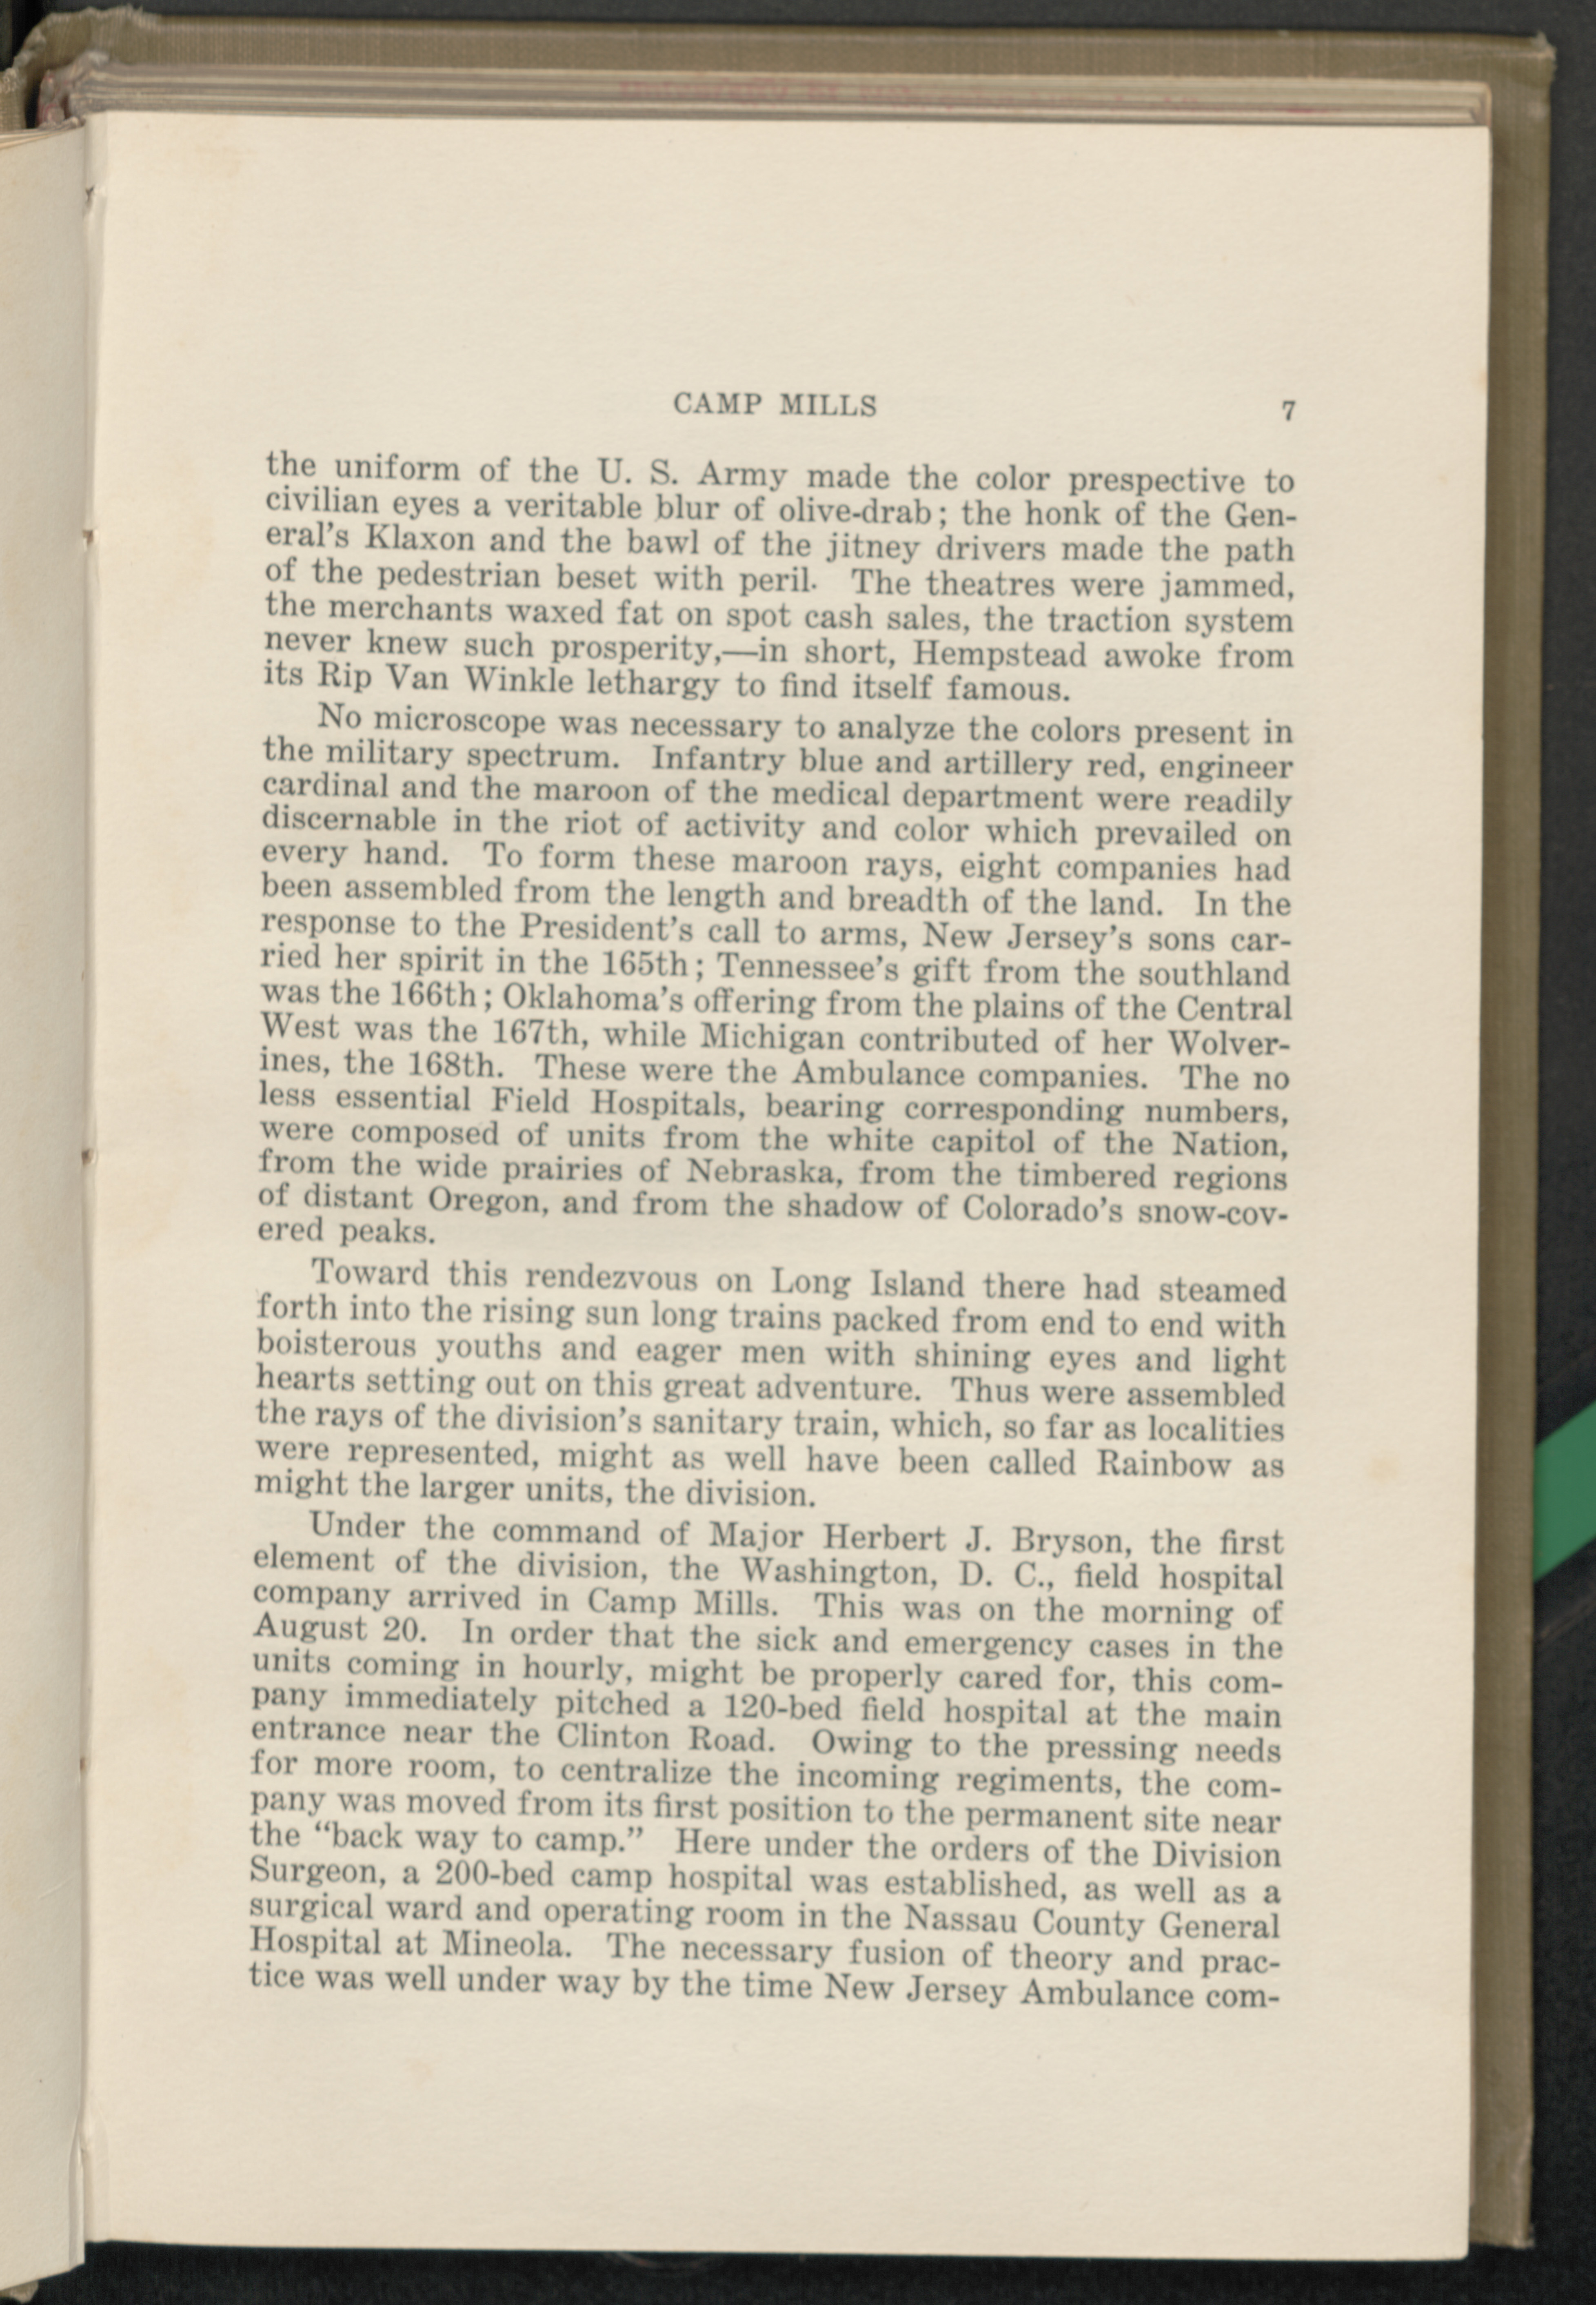 CAMP MILLS 7
the uniform of the U. S. Army made the color prespective to
civilian eyes a veritable blur of olive-drab; the honk of the Gen-
eral's Klaxon and the bawl of the jitney drivers made the path
of the pedestrian beset with peril. The theatres were jammed,
the merchants waxed fat on spot cash sales, the traction system
never knew such prosperity,—in short, Hempstead awoke from
its Rip Van Winkle lethargy to find itself famous.
No microscope was necessary to analyze the colors present in
the military spectrum. Infantry blue and artillery red, engineer
cardinal and the maroon of the medical department were readily
discernable in the riot of activity and color which prevailed on
every hand. To form these maroon rays, eight companies had
been assembled from the length and breadth of the land. In the
response to the President's call to arms, New Jersey's sons car-
ried her spirit in the 165th; Tennessee's gift from the southland
was the 166th; Oklahoma's offering from the plains of the Central
West was the 167th, while Michigan contributed of her Wolver-
ines, the 168th. These were the Ambulance companies. The no
less essential Field Hospitals, bearing corresponding numbers,
were composed of units from the white capitol of the Nation,
from the wide prairies of Nebraska, from the timbered regions
of distant Oregon, and from the shadow of Colorado's snow-cov-
ered peaks.
Toward this rendezvous on Long Island there had steamed
forth into the rising sun long trains packed from end to end with
boisterous youths and eager men with shining eyes and light
hearts setting out on this great adventure. Thus were assembled
the rays of the division's sanitary train, which, so far as localities
were represented, might as well have been called Rainbow as
might the larger units, the division.
Under the command of Major Herbert J. Bryson, the first
element of the division, the Washington, D. C., field hospital
company arrived in Camp Mills. This was on the morning of
August 20. In order that the sick and emergency cases in the
units coming in hourly, might be properly cared for, this com-
pany immediately pitched a 120-bed field hospital at the main
entrance near the Clinton Road. Owing to the pressing needs
for more room, to centralize the incoming regiments, the com-
pany was moved from its first position to the permanent site near
the "back way to camp." Here under the orders of the Division
Surgeon, a 200-bed camp hospital was established, as well as a
surgical ward and operating room in the Nassau County General
Hospital at Mineola. The necessary fusion of theory and prac-
tice was well under way by the time New Jersey Ambulance com-